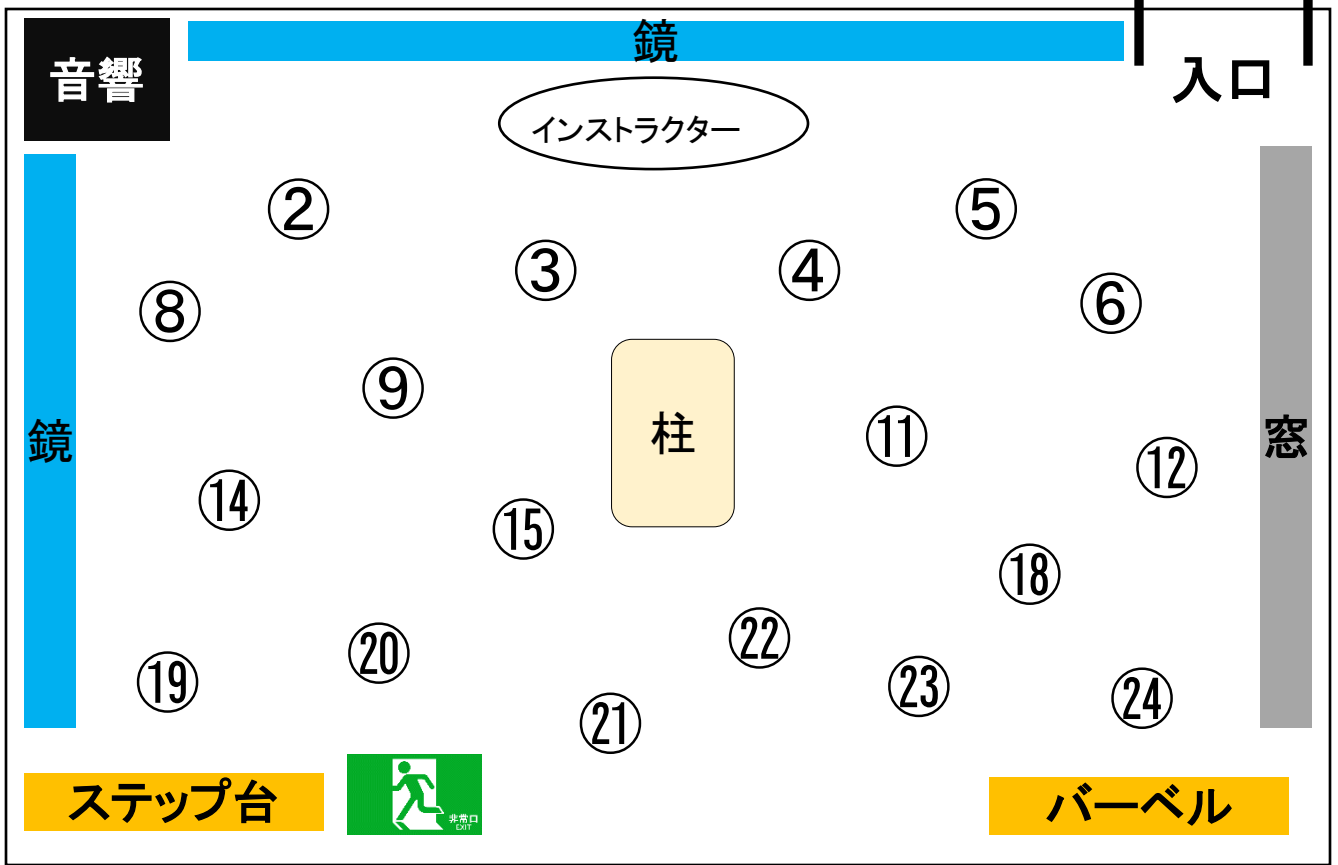 鏡
音響
入口
インストラクター
②
⑤
③
④
⑧
⑥
⑨
柱
⑪
鏡
窓
⑫
⑭
⑮
⑱
㉒
⑳
⑲
㉓
㉔
㉑
ステップ台
非常口
EXIT
バーベル